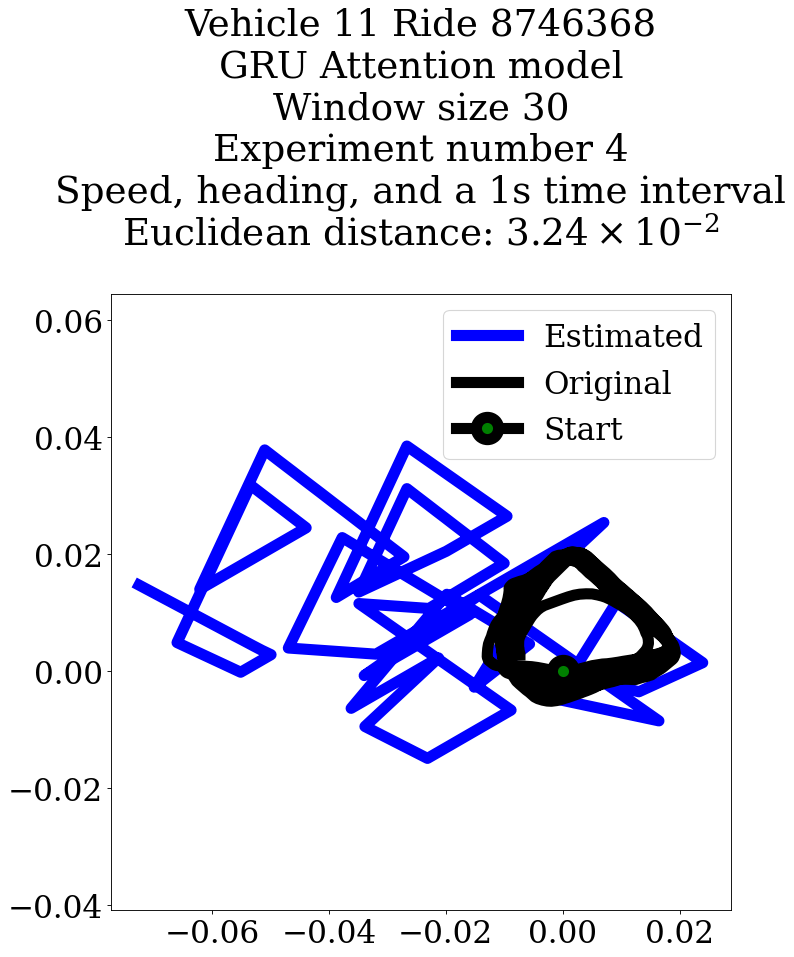 Vehicle 11 Ride 8746368
GRU Attention model
Window size 30
Experiment number 4
Speed, heading, and a 1s time interval
Euclidean distance: 3.24 × 10⁻²
Estimated
Original
Start
0.06
0.04
0.02
0.00
−0.02
−0.04
−0.06 −0.04 −0.02 0.00 0.02